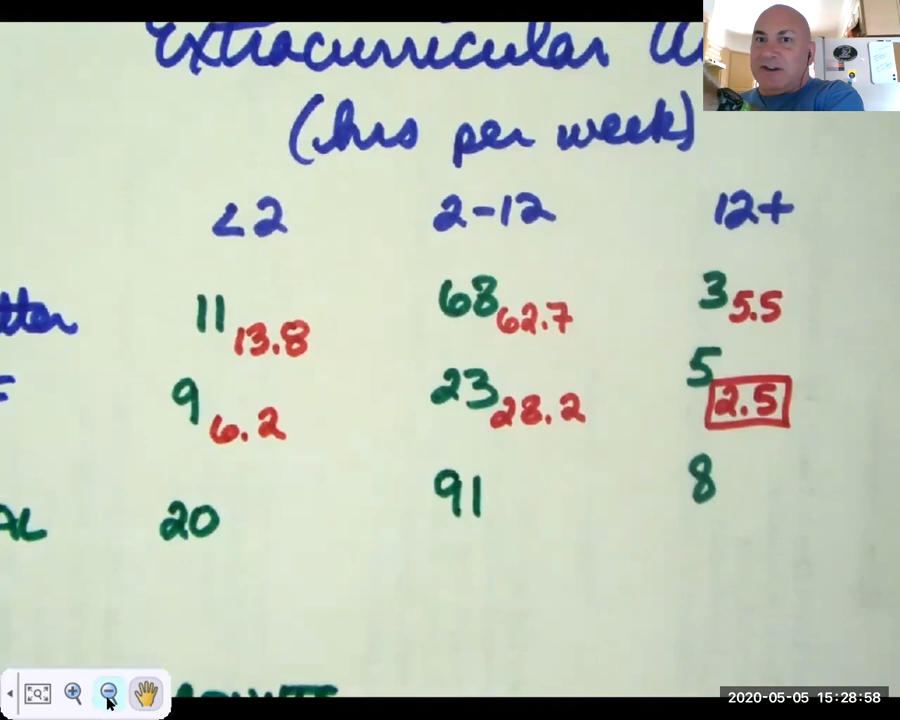 Extracurricular
(hrs per week)
<2 2-12 12+
11 13.8 68 62.7 3 5.5
9 6.2 23 28.2 5 2.5
20 91 8
2020-05-05 15:28:58